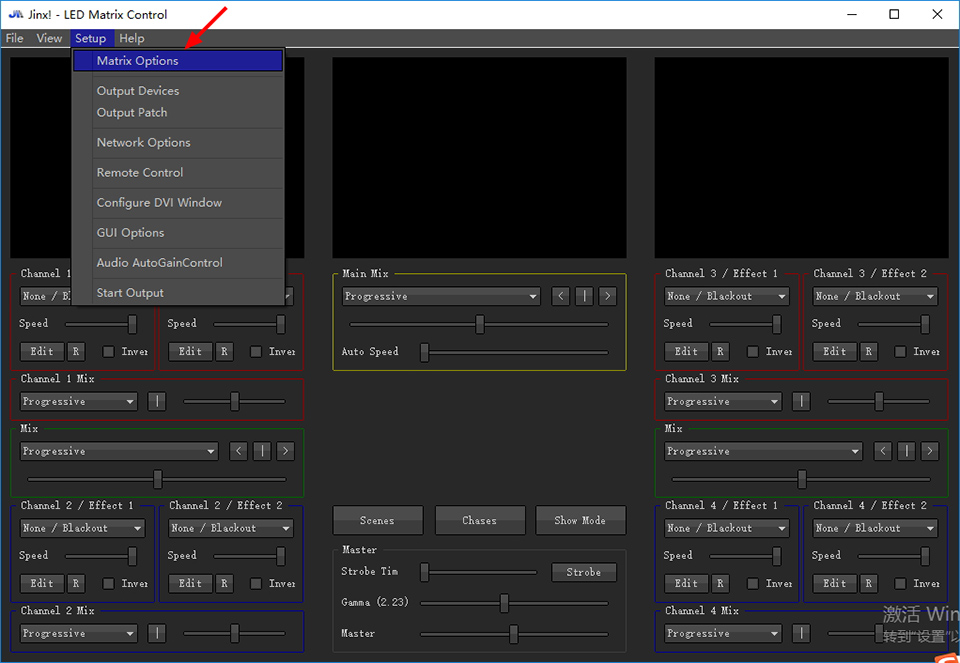 Jinx! - LED Matrix Control
File View Setup Help
Matrix Options
Output Devices
Output Patch
Network Options
Remote Control
Configure DVI Window
GUI Options
Audio AutoGainControl
Start Output
Channel 1
None / B
Speed Speed
Edit R Inver Edit R Inver
Channel 1 Mix
Progressive |
Mix
Progressive < | >
Channel 2 / Effect 1 Channel 2 / Effect 2
None / Blackout None / Blackout
Speed Speed
Edit R Inver Edit R Inver
Channel 2 Mix
Progressive |
Main Mix
Progressive < | >
Auto Speed
Scenes Chases Show Mode
Master
Strobe Tim Strobe
Gamma (2.23)
Master
Channel 3 / Effect 1 Channel 3 / Effect 2
None / Blackout None / Blackout
Speed Speed
Edit R Inver Edit R Inver
Channel 3 Mix
Progressive |
Mix
Progressive < | >
Channel 4 / Effect 1 Channel 4 / Effect 2
None / Blackout None / Blackout
Speed Speed
Edit R Inver Edit R Inver
Channel 4 Mix
Progressive |
激活 Win
转到"设置"以